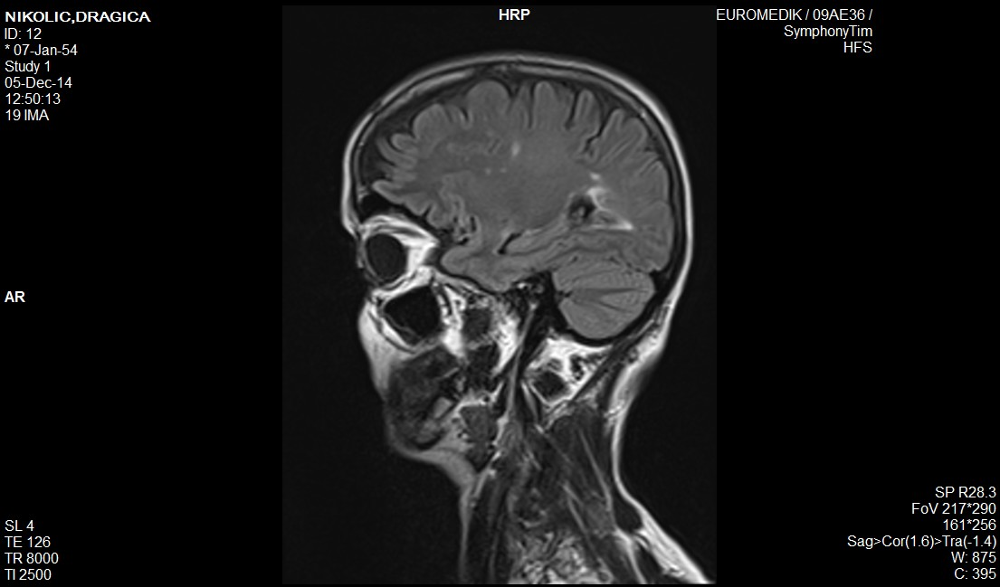 NIKOLIC,DRAGICA
ID: 12
* 07-Jan-54
Study 1
05-Dec-14
12:50:13
19 IMA
HRP
EUROMEDIK / 09AE36 /
SymphonyTim
HFS
AR
SL 4
TE 126
TR 8000
TI 2500
SP R28.3
FoV 217*290
161*256
Sag>Cor(1.6)>Tra(-1.4)
W: 875
C: 395